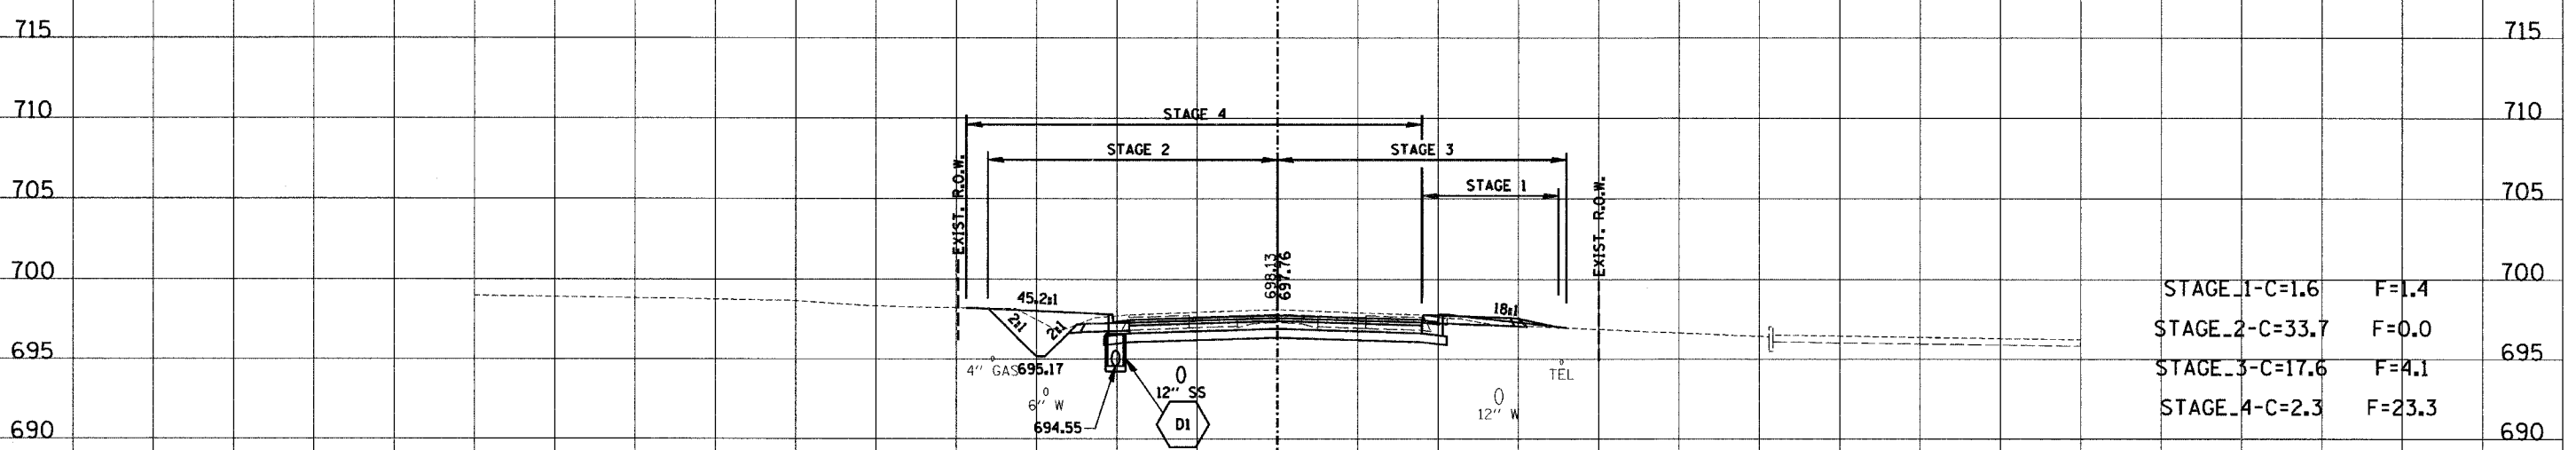 715 715
710 710
STAGE 4
STAGE 2 STAGE 3
EXIST. R.O.W.
705 STAGE 1 705
EXIST. R.O.W.
698.13
697.76
700 700
STAGE_1-C=1.6 F=1.4
45.2:1
18:1
2:1 2:1
STAGE_2-C=33.7 F=0.0
695 695
4'' GAS 695.17
TEL
STAGE_3-C=17.6 F=4.1
12'' SS
6'' W
12'' W
STAGE_4-C=2.3 F=23.3
694.55
D1
690 690